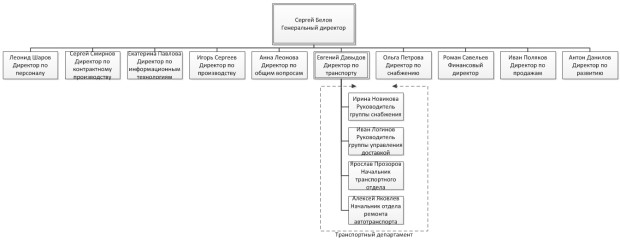 Сергей Белов
Генеральный директор
Леонид Шаров
Директор по
персоналу
Сергей Смирнов
Директор по
контрактному
производству
Екатерина Павлова
Директор по
информационным
технологиям
Игорь Сергеев
Директор по
производству
Анна Леонова
Директор по
общим вопросам
Евгений Давыдов
Директор по
транспорту
Ольга Петрова
Директор по
снабжению
Роман Савельев
Финансовый
директор
Иван Поляков
Директор по
продажам
Антон Данилов
Директор по
развитию
Ирина Новикова
Руководитель
группы снабжения
Иван Логинов
Руководитель
группы управления
доставкой
Ярослав Прозоров
Начальник
транспортного
отдела
Алексей Яковлев
Начальник отдела
ремонта
автотранспорта
Транспортный департамент